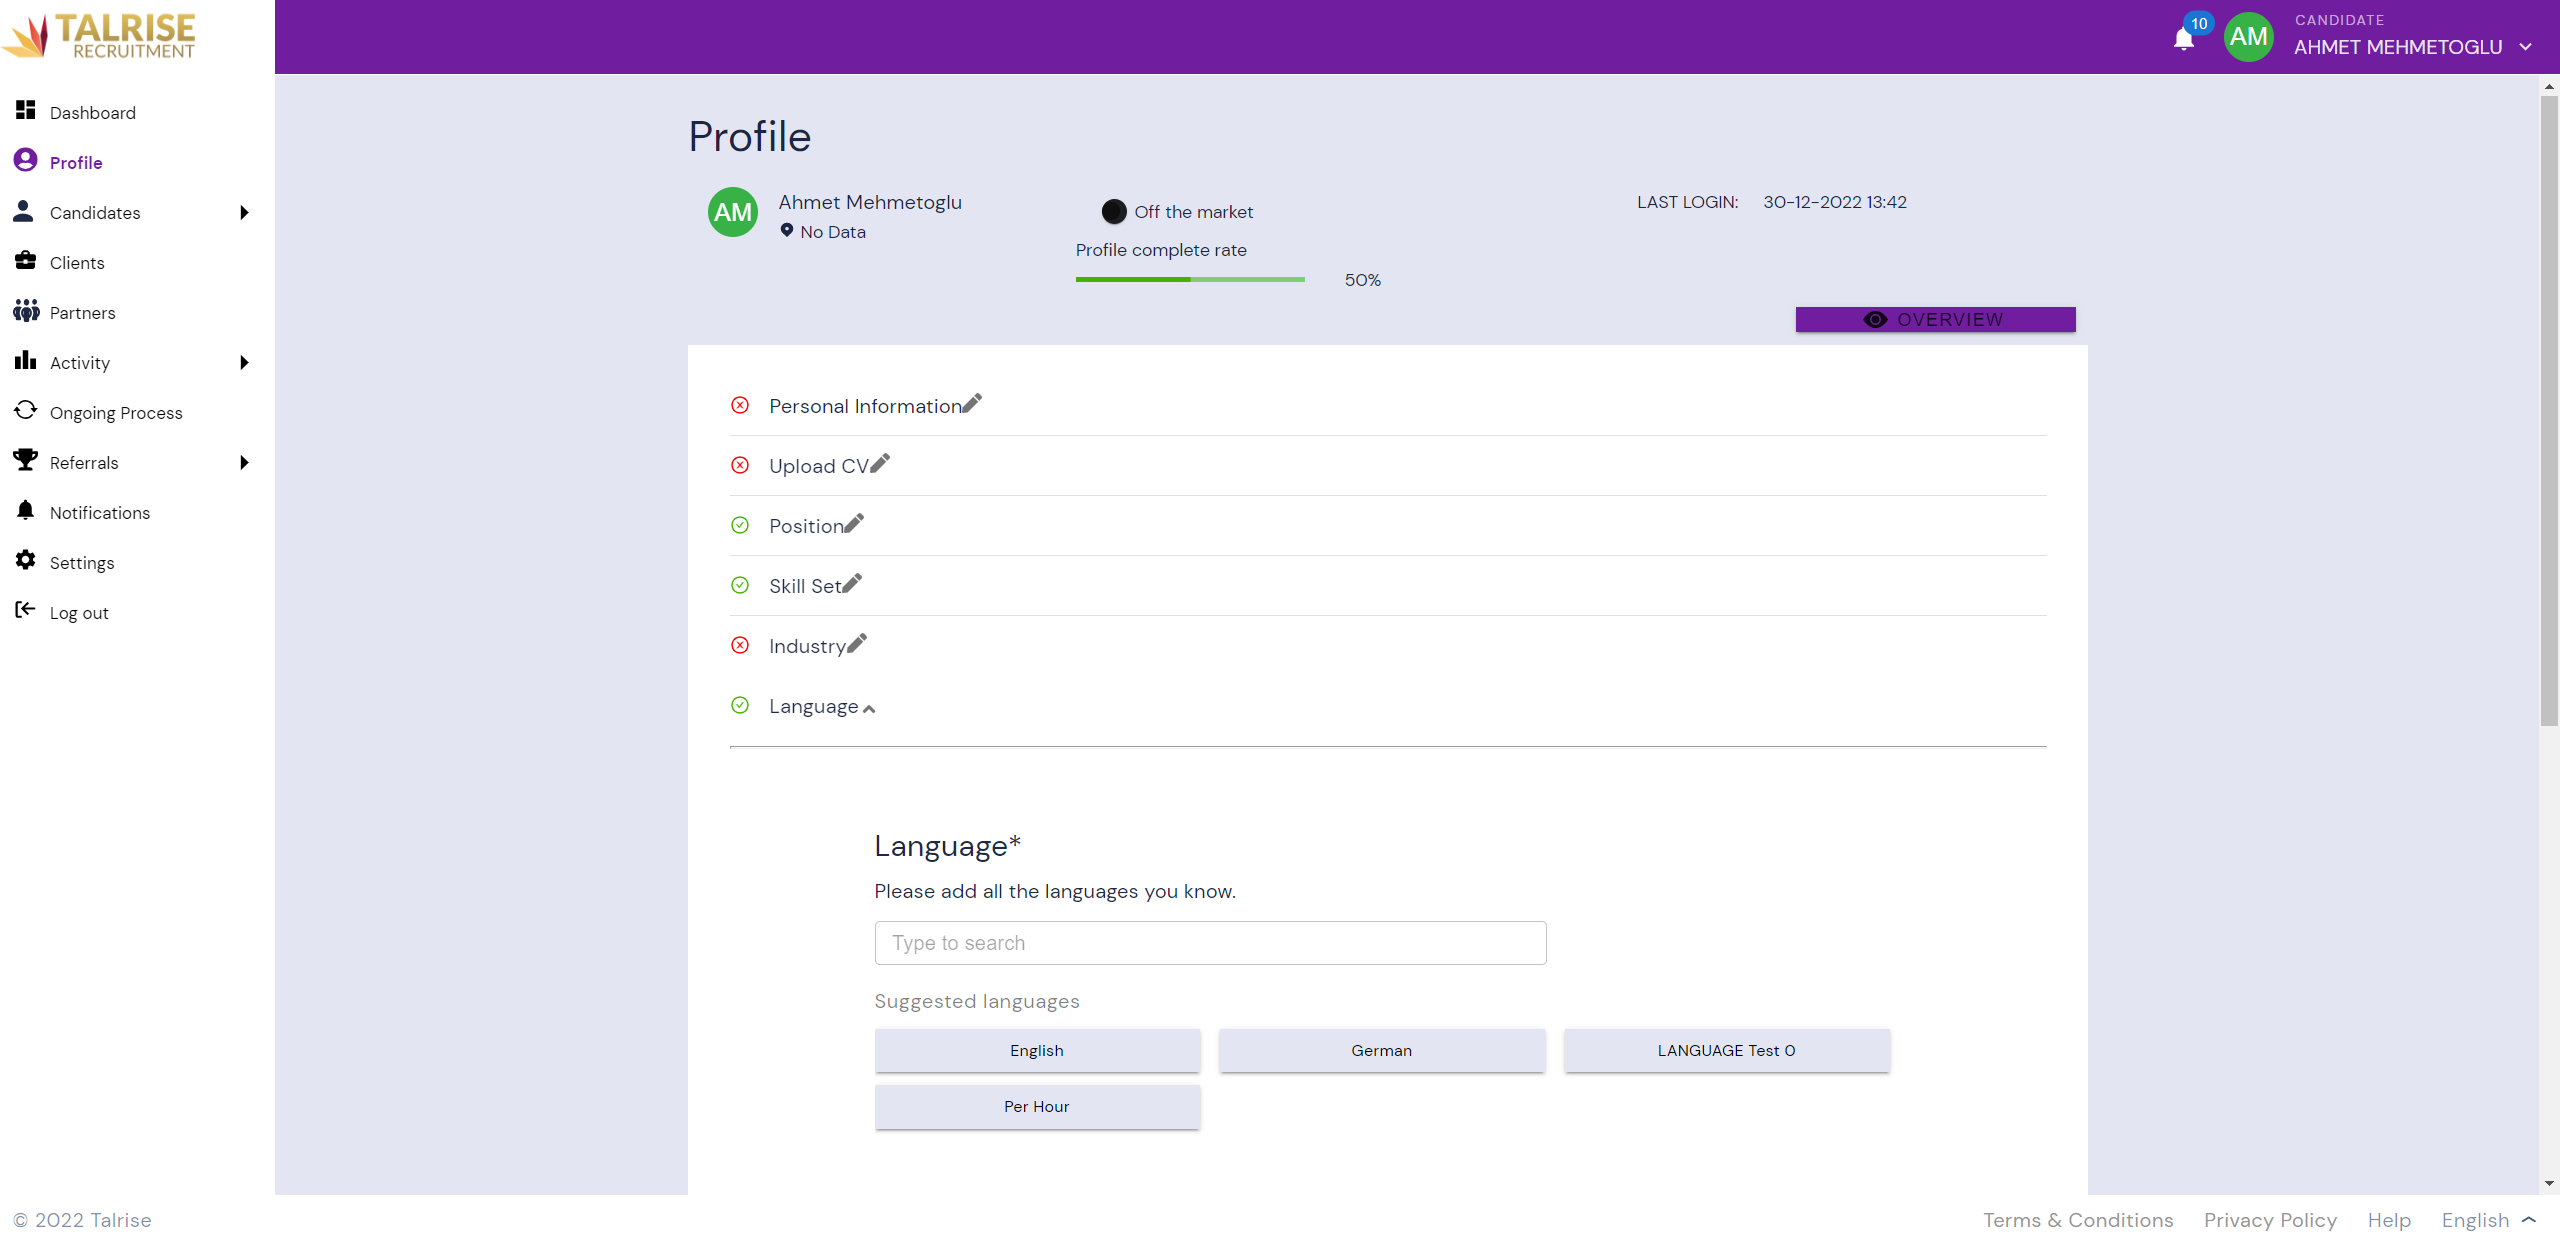 TALRISE
RECRUITMENT
10
AM
CANDIDATE
AHMET MEHMETOGLU
Dashboard
Profile
Candidates
Clients
Partners
Activity
Ongoing Process
Referrals
Notifications
Settings
Log out
Profile
AM
Ahmet Mehmetoglu
No Data
Off the market
Profile complete rate
50%
LAST LOGIN: 30-12-2022 13:42
OVERVIEW
Personal Information
Upload CV
Position
Skill Set
Industry
Language
Language*
Please add all the languages you know.
Type to search
Suggested languages
English
German
LANGUAGE Test 0
Per Hour
© 2022 Talrise
Terms & Conditions
Privacy Policy
Help
English